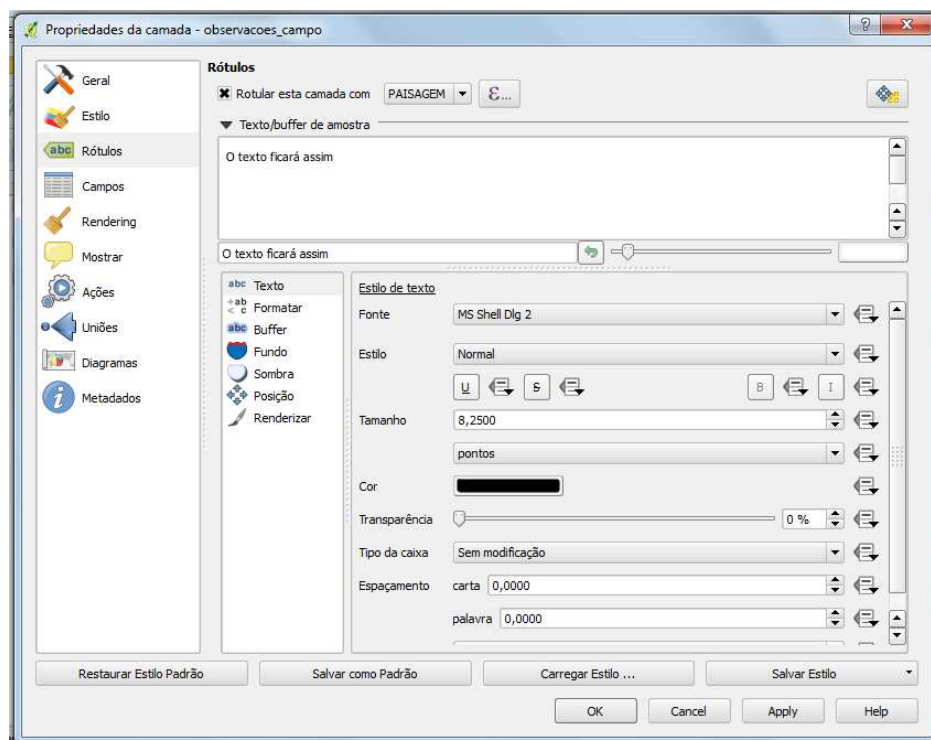 Propriedades da camada - observacoes_campo
Geral
Estilo
abc Rótulos
Campos
Rendering
Mostrar
Ações
Uniões
Diagramas
Metadados
Rótulos
Rotular esta camada com PAISAGEM ε...
Texto/buffer de amostra
O texto ficará assim
O texto ficará assim
abc Texto
+ab < c Formatar
abc Buffer
Fundo
Sombra
Posição
Renderizar
Estilo de texto
Fonte MS Shell Dlg 2
Estilo Normal
U S B I
Tamanho 8,2500
pontos
Cor
Transparência 0 %
Tipo da caixa Sem modificação
Espaçamento carta 0,0000
palavra 0,0000
Restaurar Estilo Padrão Salvar como Padrão Carregar Estilo ... Salvar Estilo
OK Cancel Apply Help